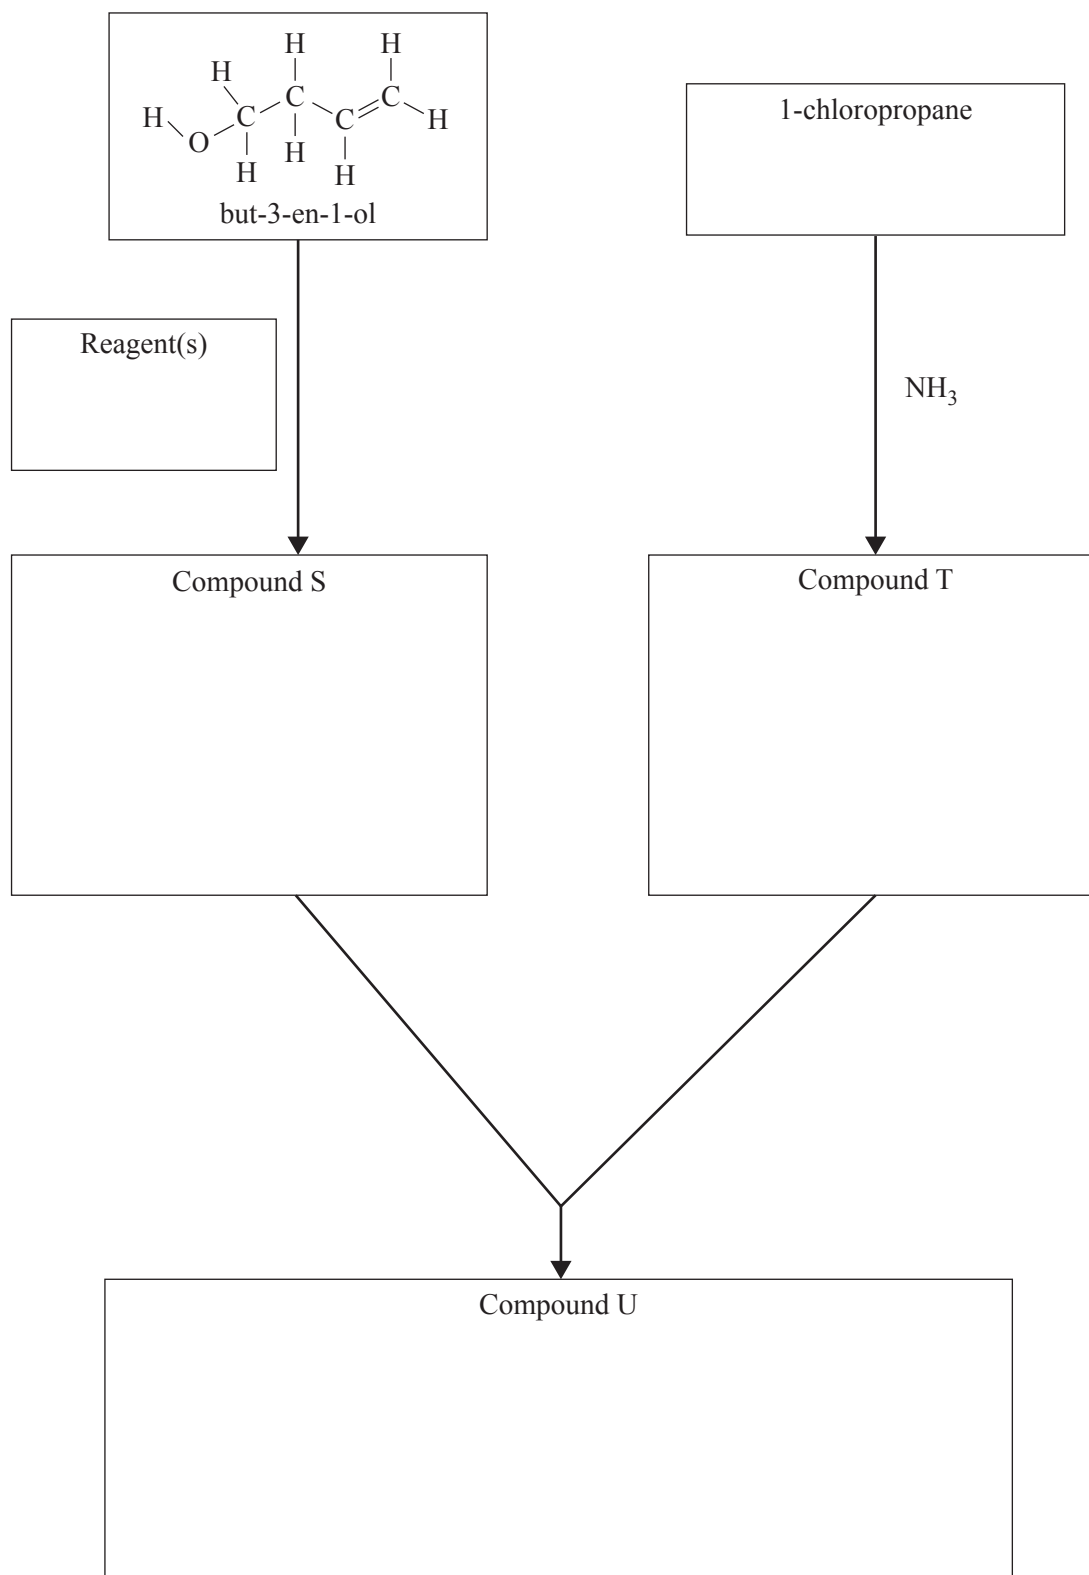 H H
H C C H
H O C H
H H H
but-3-en-1-ol
1-chloropropane
Reagent(s)
NH₃
Compound S
Compound T
Compound U